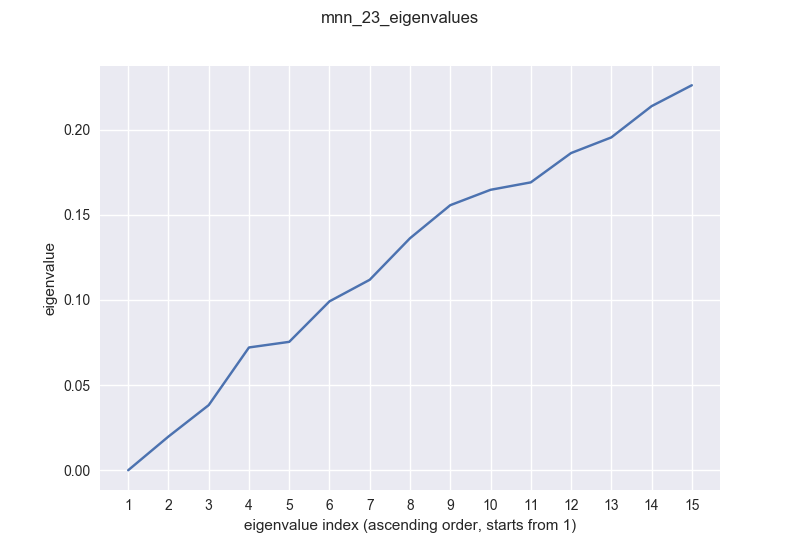 mnn_23_eigenvalues
0.20
0.15
0.10
0.05
0.00
eigenvalue
1 2 3 4 5 6 7 8 9 10 11 12 13 14 15
eigenvalue index (ascending order, starts from 1)